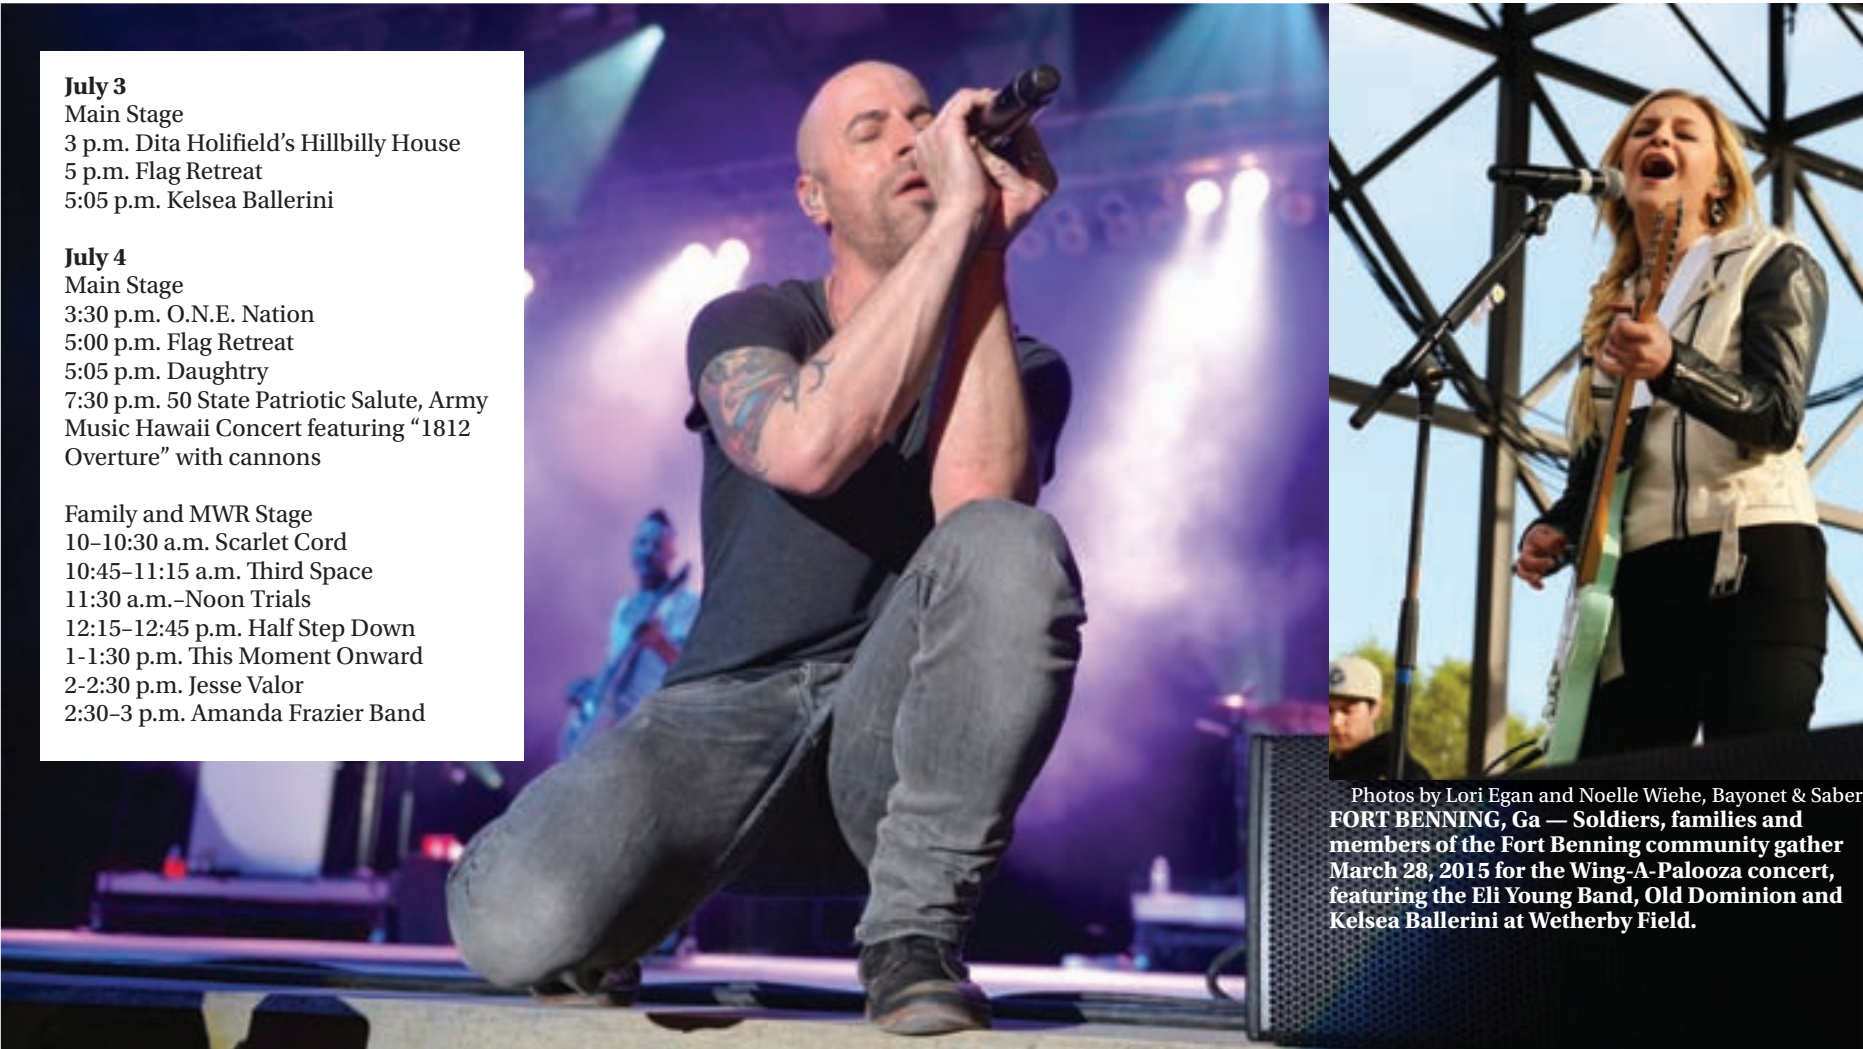 July 3
Main Stage
3 p.m. Dita Holifield’s Hillbilly House
5 p.m. Flag Retreat
5:05 p.m. Kelsea Ballerini
July 4
Main Stage
3:30 p.m. O.N.E. Nation
5:00 p.m. Flag Retreat
5:05 p.m. Daughtry
7:30 p.m. 50 State Patriotic Salute, Army
Music Hawaii Concert featuring “1812
Overture” with cannons
Family and MWR Stage
10–10:30 a.m. Scarlet Cord
10:45–11:15 a.m. Third Space
11:30 a.m.–Noon Trials
12:15–12:45 p.m. Half Step Down
1-1:30 p.m. This Moment Onward
2-2:30 p.m. Jesse Valor
2:30–3 p.m. Amanda Frazier Band
Photos by Lori Egan and Noelle Wiehe, Bayonet & Saber
FORT BENNING, Ga — Soldiers, families and
members of the Fort Benning community gather
March 28, 2015 for the Wing-A-Palooza concert,
featuring the Eli Young Band, Old Dominion and
Kelsea Ballerini at Wetherby Field.